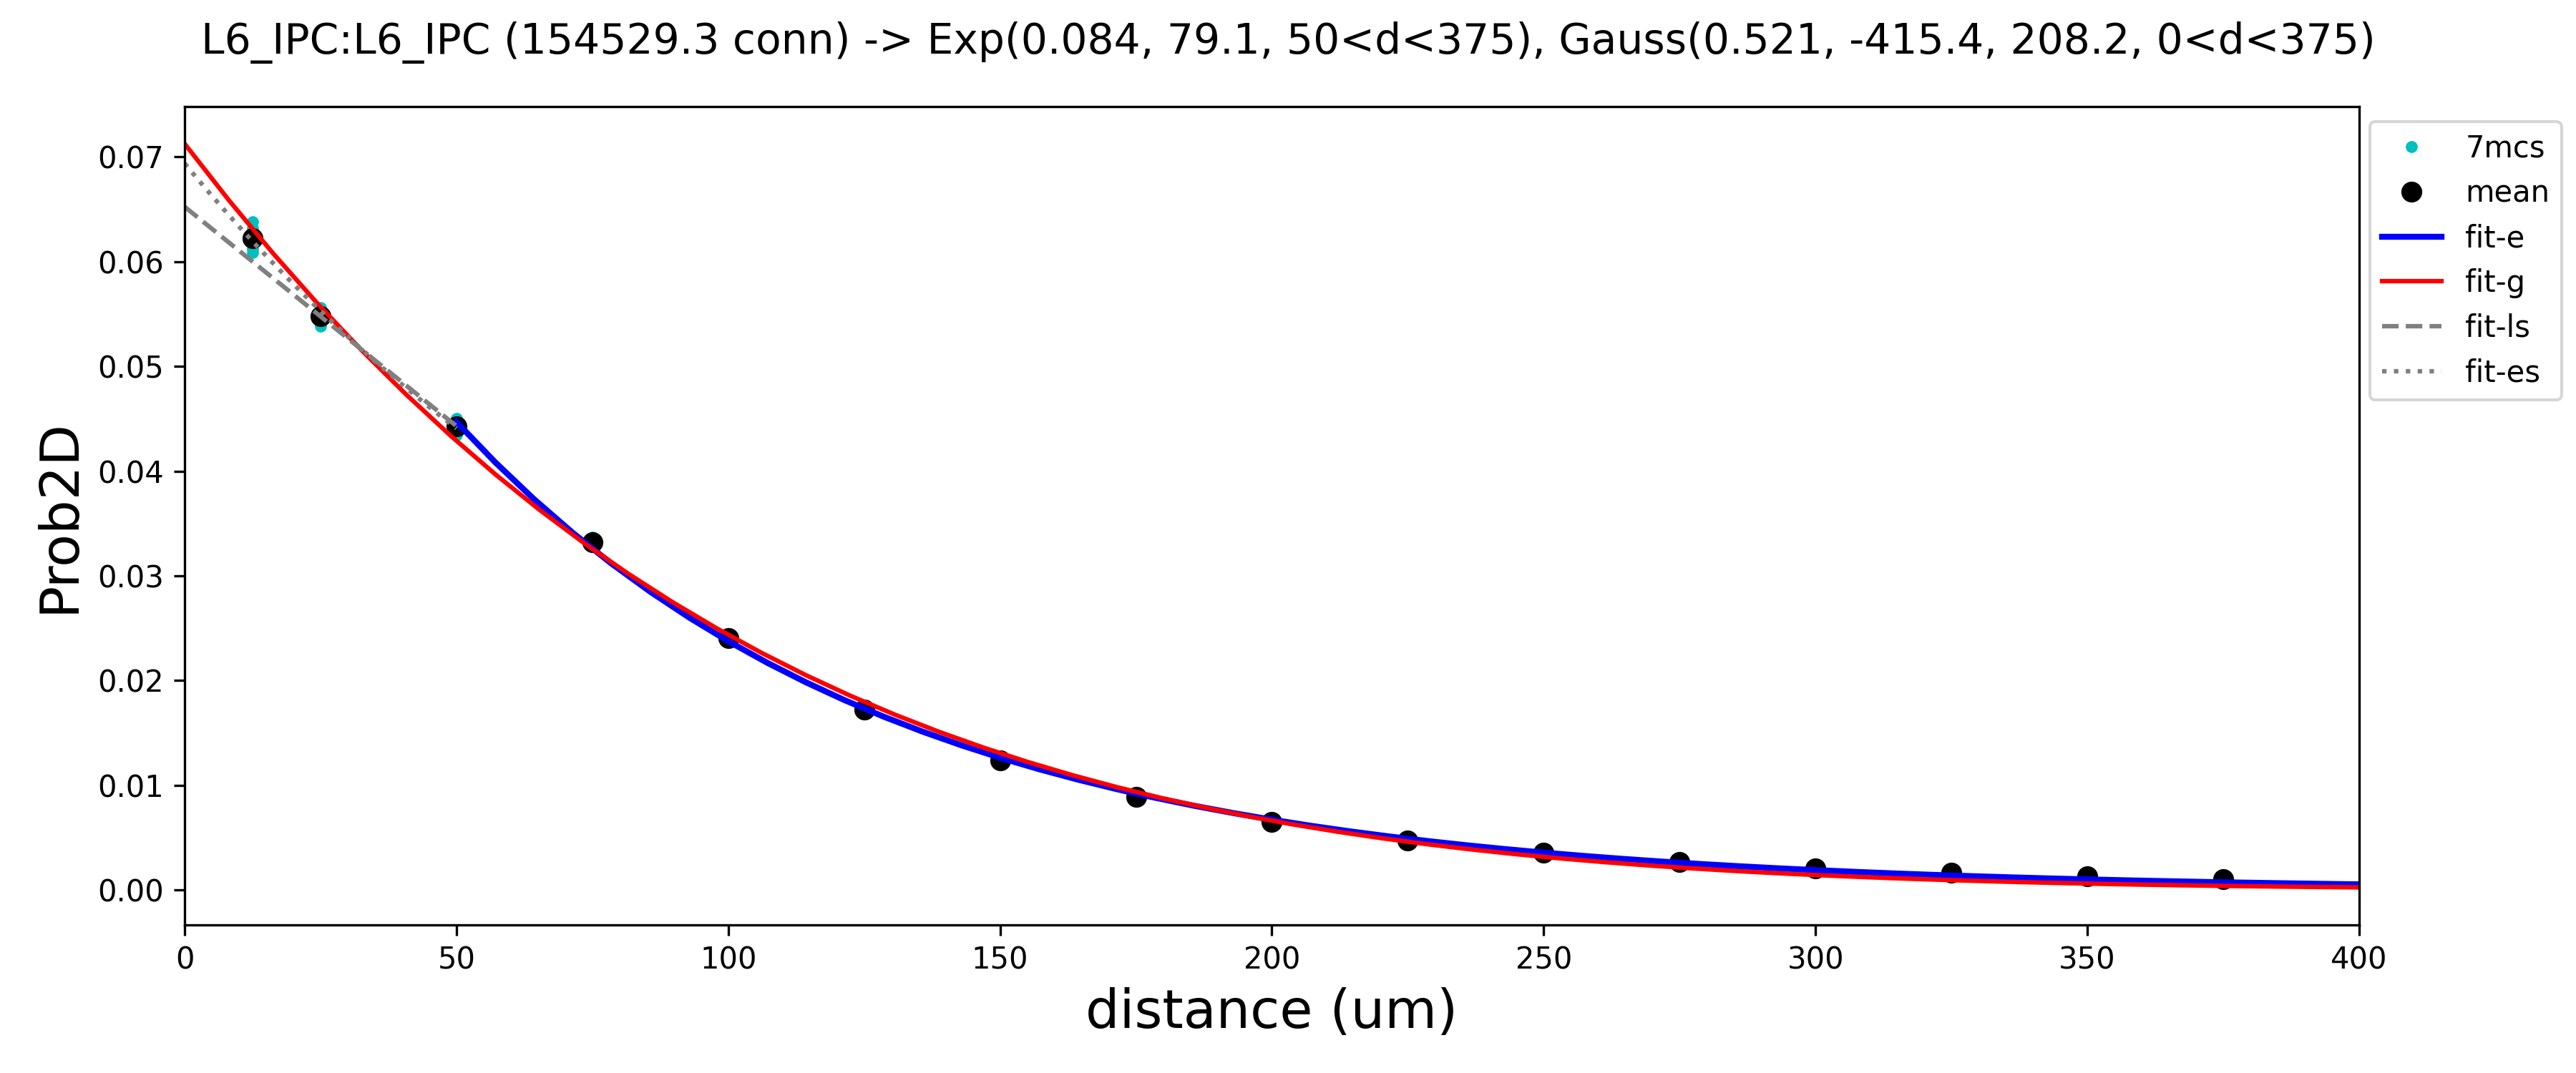 L6_IPC:L6_IPC (154529.3 conn) -> Exp(0.084, 79.1, 50<d<375), Gauss(0.521, -415.4, 208.2, 0<d<375)
7mcs
mean
fit-e
fit-g
fit-ls
fit-es
Prob2D
0.07
0.06
0.05
0.04
0.03
0.02
0.01
0.00
0 50 100 150 200 250 300 350 400
distance (um)